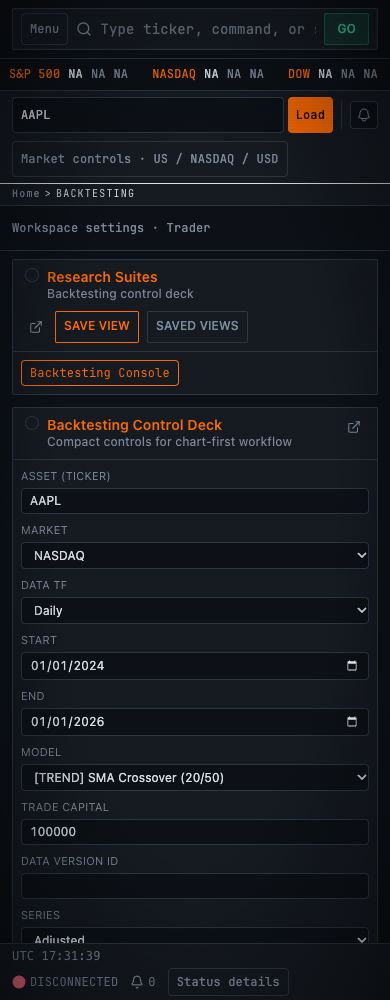 Menu Type ticker, command, or s GO
S&P 500 NA NA NA NASDAQ NA NA NA DOW NA NA NA
AAPL Load
Market controls · US / NASDAQ / USD
Home > BACKTESTING
Workspace settings · Trader
Research Suites
Backtesting control deck
SAVE VIEW SAVED VIEWS
Backtesting Console
Backtesting Control Deck
Compact controls for chart-first workflow
ASSET (TICKER)
AAPL
MARKET
NASDAQ
DATA TF
Daily
START
01/01/2024
END
01/01/2026
MODEL
[TREND] SMA Crossover (20/50)
TRADE CAPITAL
100000
DATA VERSION ID
SERIES
Adjusted
UTC 17:31:39
DISCONNECTED 0 Status details